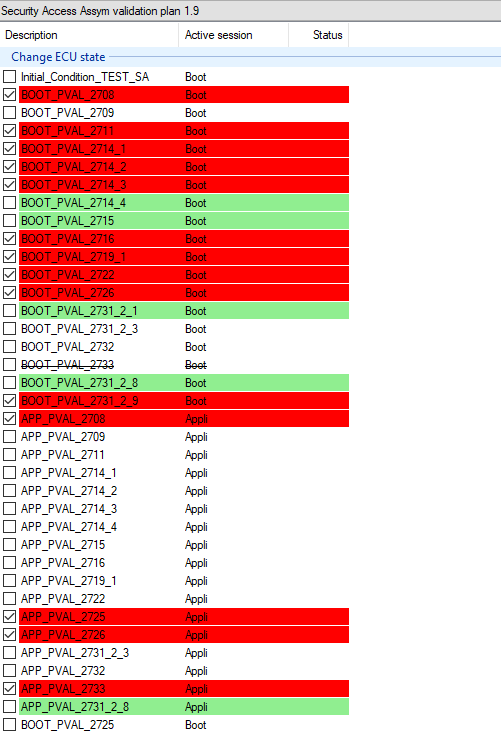 Security Access Assym validation plan 1.9
Description Active session Status
Change ECU state
Initial_Condition_TEST_SA Boot
BOOT_PVAL_2708 Boot
BOOT_PVAL_2709 Boot
BOOT_PVAL_2711 Boot
BOOT_PVAL_2714_1 Boot
BOOT_PVAL_2714_2 Boot
BOOT_PVAL_2714_3 Boot
BOOT_PVAL_2714_4 Boot
BOOT_PVAL_2715 Boot
BOOT_PVAL_2716 Boot
BOOT_PVAL_2719_1 Boot
BOOT_PVAL_2722 Boot
BOOT_PVAL_2726 Boot
BOOT_PVAL_2731_2_1 Boot
BOOT_PVAL_2731_2_3 Boot
BOOT_PVAL_2732 Boot
BOOT_PVAL_2733 Boot
BOOT_PVAL_2731_2_8 Boot
BOOT_PVAL_2731_2_9 Boot
APP_PVAL_2708 Appli
APP_PVAL_2709 Appli
APP_PVAL_2711 Appli
APP_PVAL_2714_1 Appli
APP_PVAL_2714_2 Appli
APP_PVAL_2714_3 Appli
APP_PVAL_2714_4 Appli
APP_PVAL_2715 Appli
APP_PVAL_2716 Appli
APP_PVAL_2719_1 Appli
APP_PVAL_2722 Appli
APP_PVAL_2725 Appli
APP_PVAL_2726 Appli
APP_PVAL_2731_2_3 Appli
APP_PVAL_2732 Appli
APP_PVAL_2733 Appli
APP_PVAL_2731_2_8 Appli
BOOT_PVAL_2725 Boot